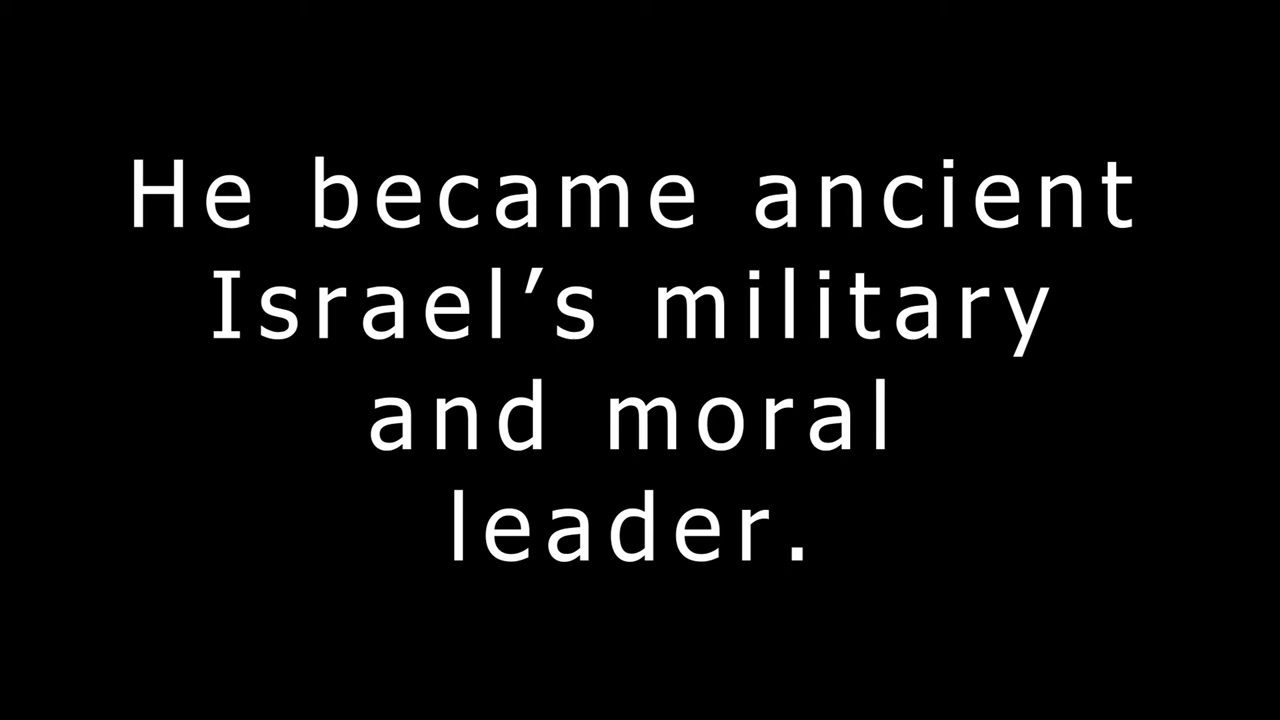 He became ancient
Israel’s military
and moral
leader.